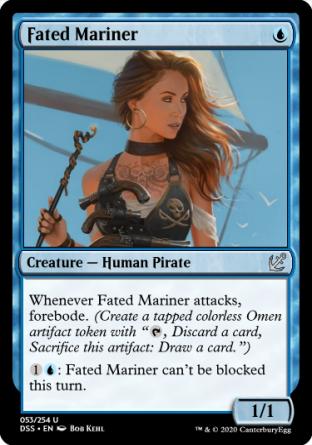 Fated Mariner
Creature — Human Pirate
Whenever Fated Mariner attacks,
forebode. (Create a tapped colorless Omen
artifact token with “, Discard a card,
Sacrifice this artifact: Draw a card.”)
1: Fated Mariner can’t be blocked
this turn.
1/1
053/254 U
DSS • EN Bob Kehl
™ & © 2020 CanterburyEgg